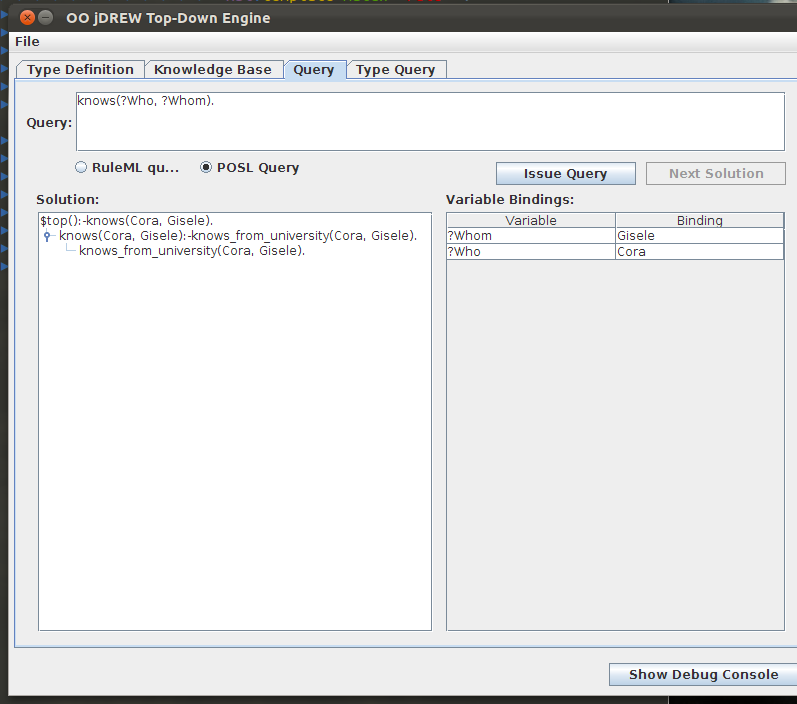 OO jDREW Top-Down Engine
File
Type Definition Knowledge Base Query Type Query
Query: knows(?Who, ?Whom).
RuleML qu... POSL Query
Issue Query Next Solution
Solution: Variable Bindings:
$top():-knows(Cora, Gisele). Variable Binding
knows(Cora, Gisele):-knows_from_university(Cora, Gisele). ?Whom Gisele
knows_from_university(Cora, Gisele). ?Who Cora
Show Debug Console